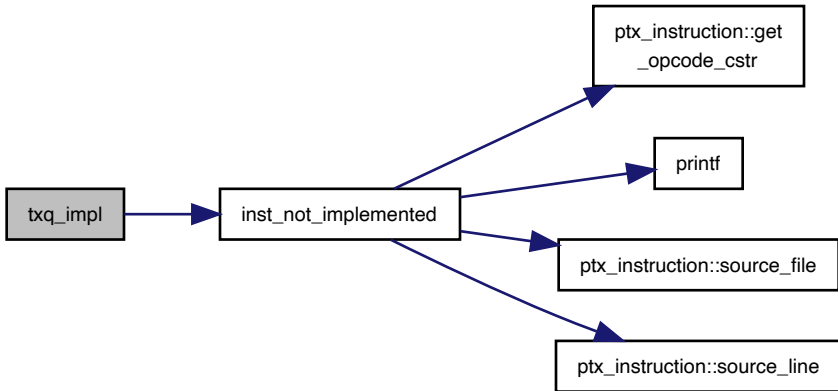 txq_impl
inst_not_implemented
ptx_instruction::get
_opcode_cstr
printf
ptx_instruction::source_file
ptx_instruction::source_line